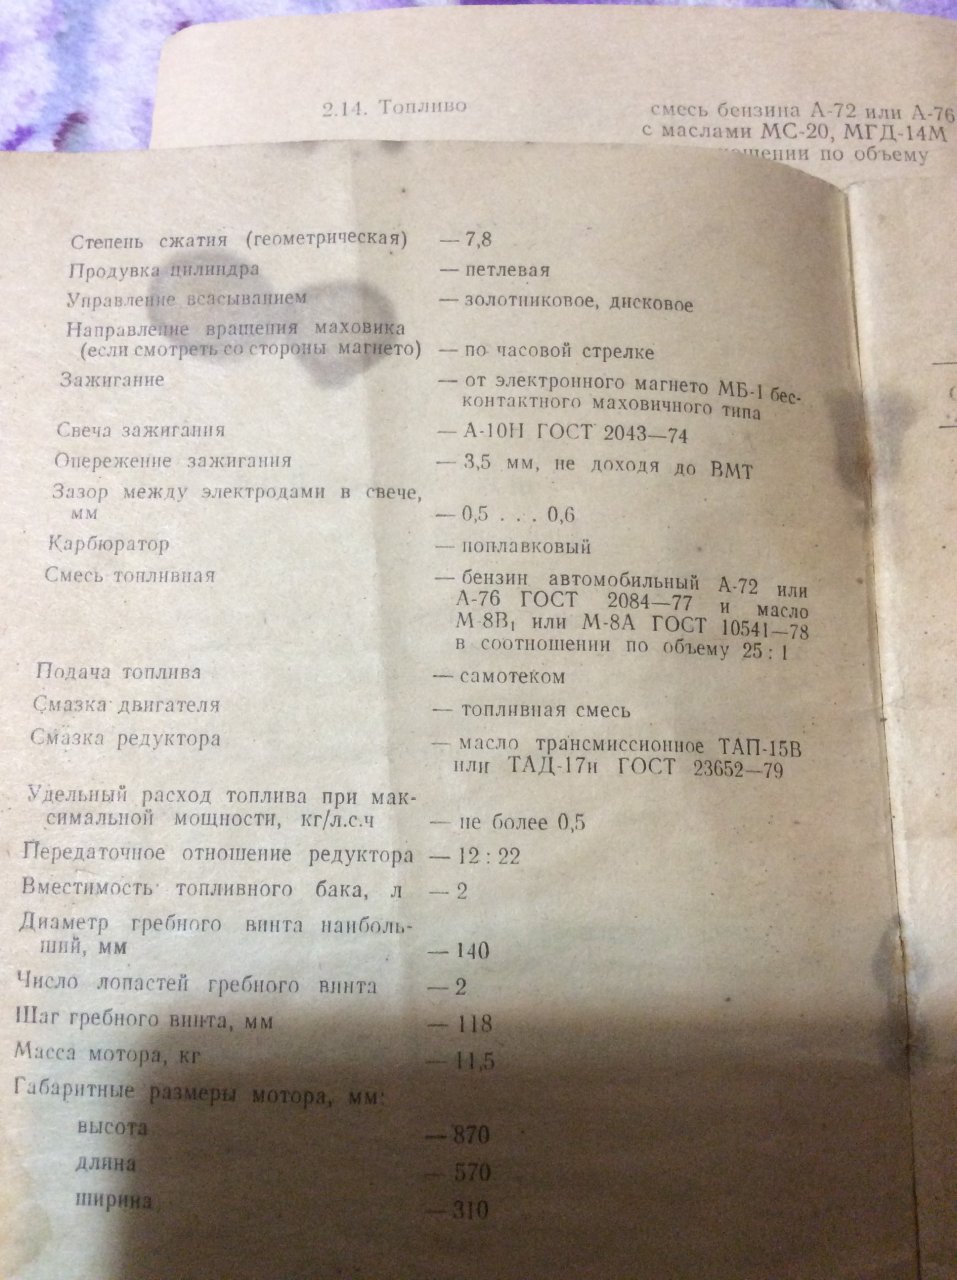 2.14. Топливо
смесь бензина А-72 или А-76
с маслами МС-20, МГД-14М
по объему
Степень сжатия (геометрическая) — 7,8
Продувка цилиндра — петлевая
Управление всасыванием — золотниковое, дисковое
Направление вращения маховика
(если смотреть со стороны магнето) — по часовой стрелке
Зажигание — от электронного магнето МБ-1 бес-
контактного маховичного типа
Свеча зажигания — А-10Н ГОСТ 2043—74
Опережение зажигания — 3,5 мм, не доходя до ВМТ
Зазор между электродами в свече,
мм — 0,5 . . . 0,6
Карбюратор — поплавковый
Смесь топливная — бензин автомобильный А-72 или
А-76 ГОСТ 2084—77 и масло
М-8В₁ или М-8А ГОСТ 10541—78
в соотношении по объему 25 : 1
Подача топлива — самотеком
Смазка двигателя — топливная смесь
Смазка редуктора — масло трансмиссионное ТАП-15В
или ТАД-17и ГОСТ 23652—79
Удельный расход топлива при мак-
симальной мощности, кг/л.с.ч — не более 0,5
Передаточное отношение редуктора — 12 : 22
Вместимость топливного бака, л — 2
Диаметр гребного винта наиболь-
ший, мм — 140
Число лопастей гребного винта — 2
Шаг гребного винта, мм — 118
Масса мотора, кг — 11,5
Габаритные размеры мотора, мм:
высота — 870
длина — 570
ширина — 310